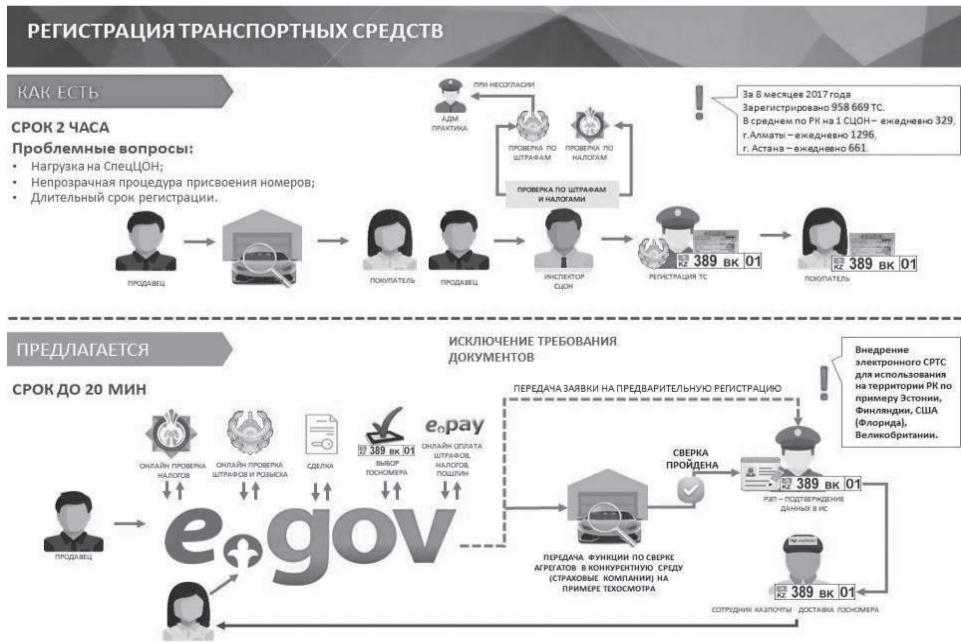 РЕГИСТРАЦИЯ ТРАНСПОРТНЫХ СРЕДСТВ
КАК ЕСТЬ
СРОК 2 ЧАСА
Проблемные вопросы:
• Нагрузка на СпецЦОН;
• Непрозрачная процедура присвоения номеров;
• Длительный срок регистрации.
ПРИ НЕСОГЛАСИИ
АДМ
ПРАКТИКА
ПРОВЕРКА ПО
ШТРАФАМ
ПРОВЕРКА ПО
НАЛОГАМ
ПРОВЕРКА ПО ШТРАФАМ
И НАЛОГАМИ
!
За 8 месяцев 2017 года
Зарегистрировано 958 669 ТС.
В среднем по РК на 1 СЦОН – ежедневно 329,
г.Алматы – ежедневно 1296,
г. Астана – ежедневно 661.
ПРОДАВЕЦ
ПОКУПАТЕЛЬ
ПРОДАВЕЦ
ИНСПЕКТОР
СЦОН
KZ 389 ВК 01
РЕГИСТРАЦИЯ ТС
KZ 389 ВК 01
ПОКУПАТЕЛЬ
ПРЕДЛАГАЕТСЯ
СРОК ДО 20 МИН
ИСКЛЮЧЕНИЕ ТРЕБОВАНИЯ
ДОКУМЕНТОВ
!
Внедрение
электронного СРТС
для использования
на территории РК по
примеру Эстонии,
Финляндии, США
(Флорида),
Великобритании.
ПЕРЕДАЧА ЗАЯВКИ НА ПРЕДВАРИТЕЛЬНУЮ РЕГИСТРАЦИЮ
ОНЛАЙН ПРОВЕРКА
НАЛОГОВ
ОНЛАЙН ПРОВЕРКА
ШТРАФОВ И РОЗЫСКА
СДЕЛКА
KZ 389 ВК 01
ВЫБОР
ГОСНОМЕРА
e.pay
ОНЛАЙН ОПЛАТА
ШТРАФОВ,
НАЛОГОВ,
ПОШЛИН
ПРОДАВЕЦ
e.gov
СВЕРКА
ПРОЙДЕНА
ПЕРЕДАЧА ФУНКЦИИ ПО СВЕРКЕ
АГРЕГАТОВ В КОНКУРЕНТНУЮ СРЕДУ
(СТРАХОВЫЕ КОМПАНИИ) НА
ПРИМЕРЕ ТЕХОСМОТРА
KZ 389 ВК 01
РЭП – ПОДТВЕРЖДЕНИЕ
ДАННЫХ В ИС
KZ 389 ВК 01
СОТРУДНИК КАЗПОЧТЫ - ДОСТАВКА ГОСНОМЕРА